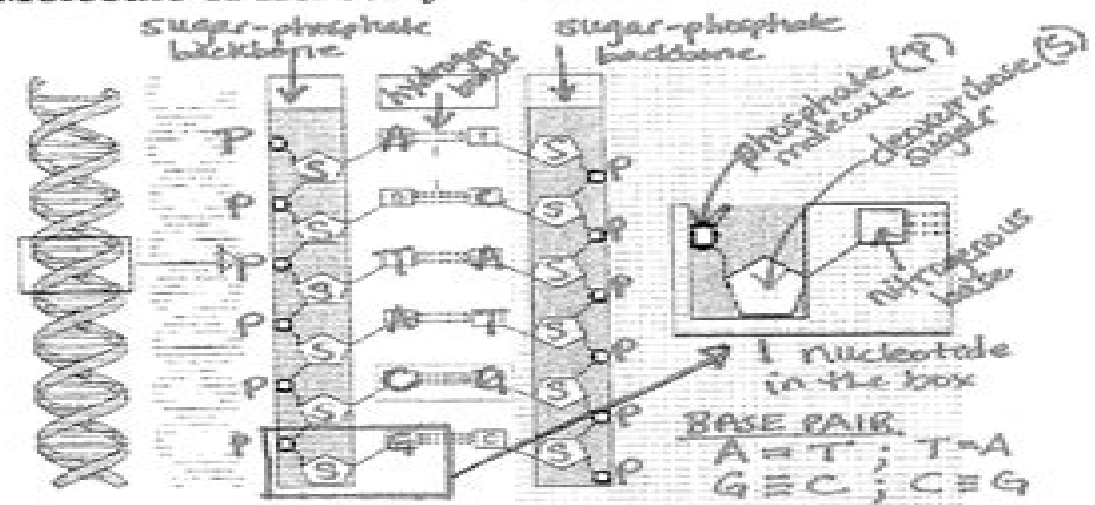 sugar-phosphate
backbone
hydrogen
bonds
sugar-phosphate
backbone
phosphate (P)
molecule
deoxyribose (S)
sugar
nitrogenous
base
P
P
P
P
P
P
S
S
S
S
S
S
A T
G C
T A
A T
C G
G C
S
S
S
S
S
S
P
P
P
P
P
P
1 nucleotide
in the box
BASE PAIR
A = T ; T = A
G ≡ C ; C ≡ G